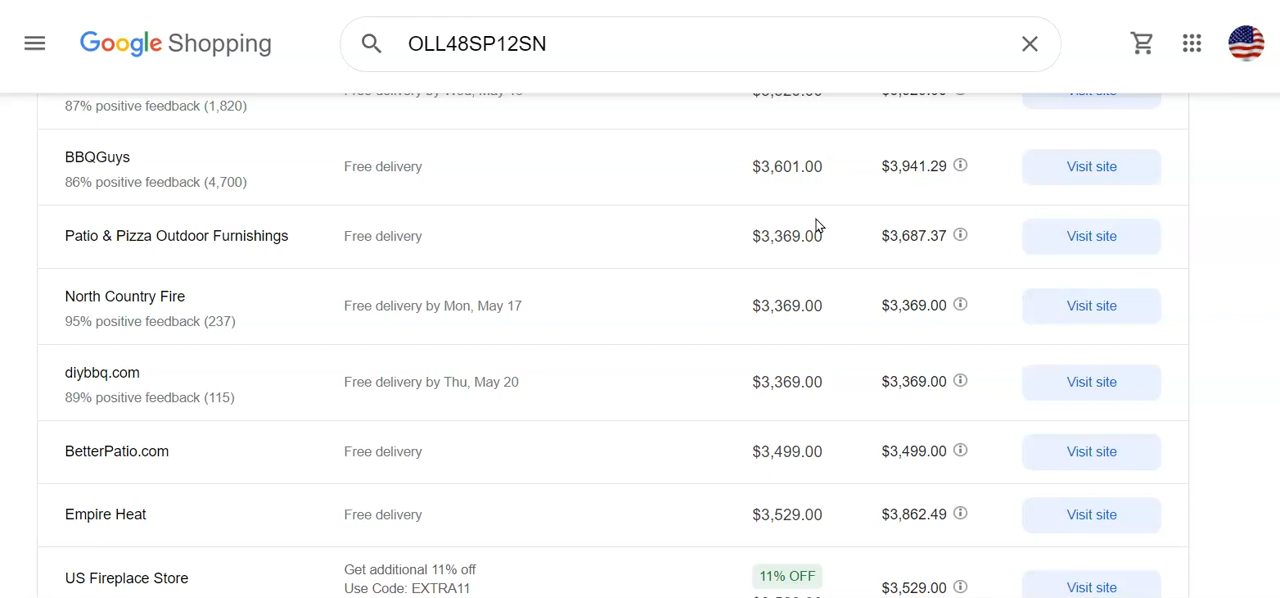 Google Shopping
OLL48SP12SN
87% positive feedback (1,820)
BBQGuys
86% positive feedback (4,700)
Free delivery
$3,601.00
$3,941.29
Visit site
Patio & Pizza Outdoor Furnishings
Free delivery
$3,369.00
$3,687.37
Visit site
North Country Fire
95% positive feedback (237)
Free delivery by Mon, May 17
$3,369.00
$3,369.00
Visit site
diybbq.com
89% positive feedback (115)
Free delivery by Thu, May 20
$3,369.00
$3,369.00
Visit site
BetterPatio.com
Free delivery
$3,499.00
$3,499.00
Visit site
Empire Heat
Free delivery
$3,529.00
$3,862.49
Visit site
US Fireplace Store
Get additional 11% off
Use Code: EXTRA11
11% OFF
$3,529.00
Visit site